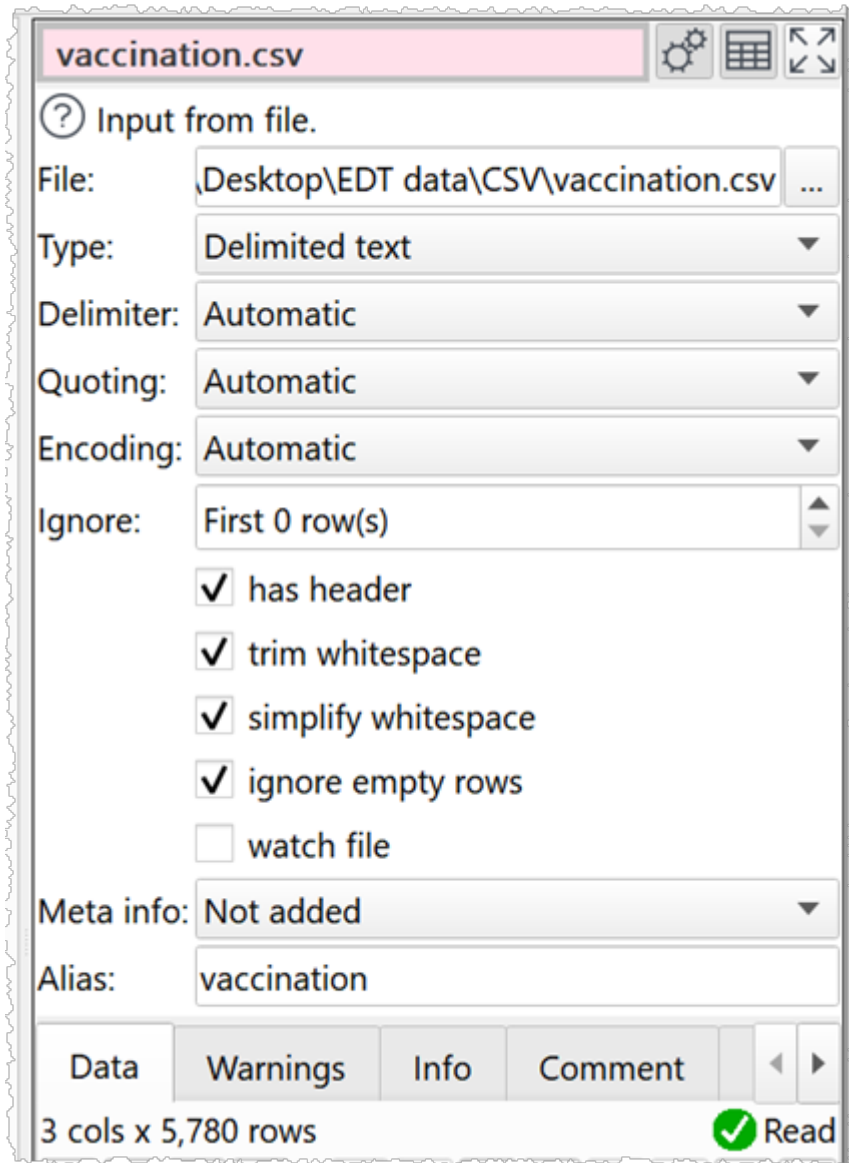 vaccination.csv
? Input from file.
File: \Desktop\EDT data\CSV\vaccination.csv ...
Type: Delimited text
Delimiter: Automatic
Quoting: Automatic
Encoding: Automatic
Ignore: First 0 row(s)
has header
trim whitespace
simplify whitespace
ignore empty rows
watch file
Meta info: Not added
Alias: vaccination
Data Warnings Info Comment
3 cols x 5,780 rows Read